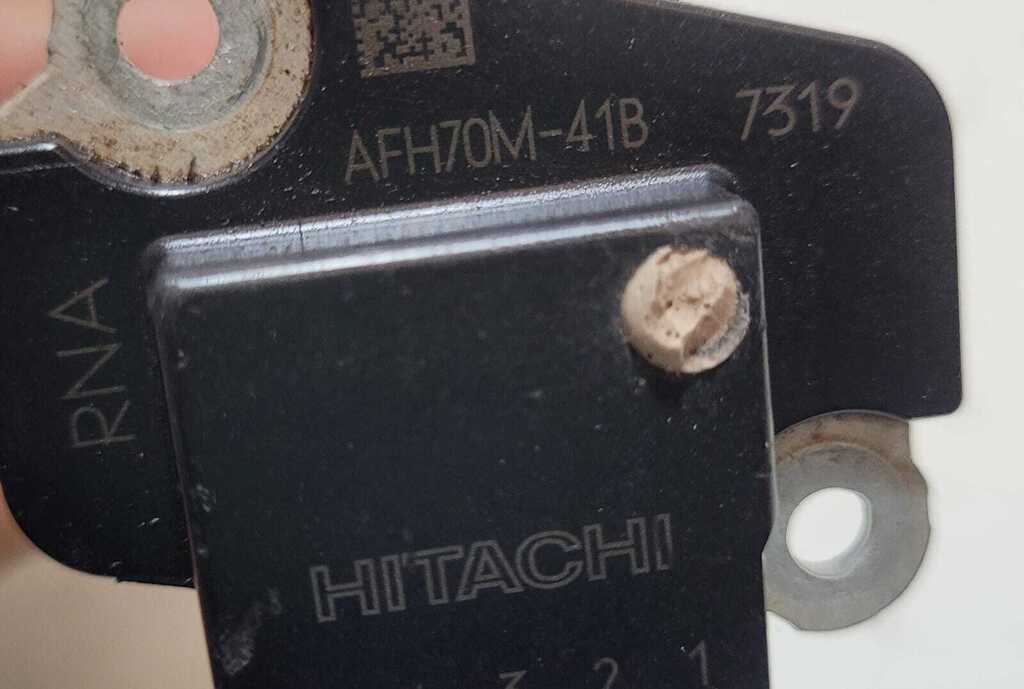 AFH70M-41B 7319
RNA
HITACHI
3 2 1